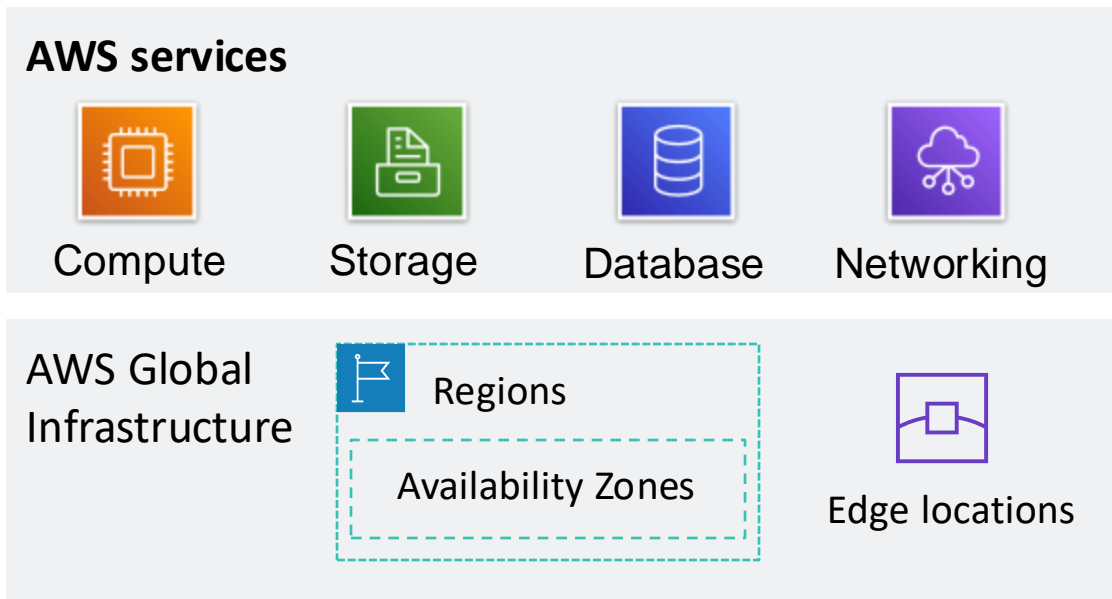 AWS services
Compute
Storage
Database
Networking
AWS Global
Infrastructure
Regions
Availability Zones
Edge locations